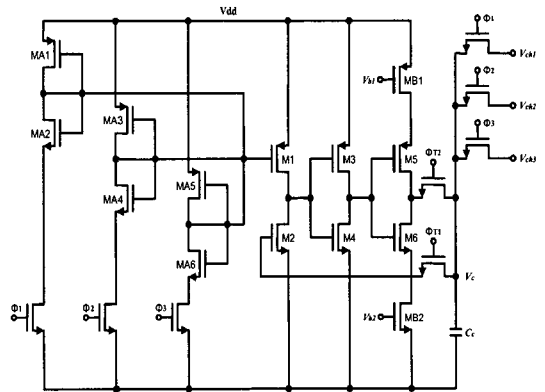 Vdd
Φ1
MA1
Vck1
Φ2
Vb1
MB1
MA2
MA3
Vck2
Φ3
M1
M3
M5
Vck3
ΦT2
MA4
MA5
M2
M4
M6
ΦT1
MA6
Vc
Φ1
Φ2
Φ3
Vb2
MB2
Cc